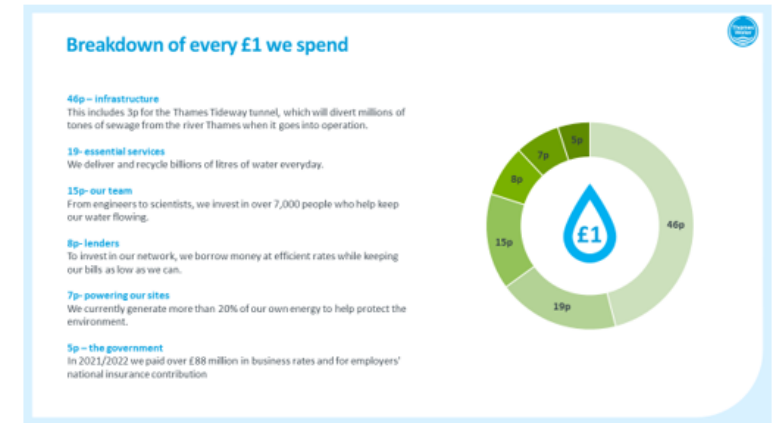 Breakdown of every £1 we spend
Thames
Water
46p – infrastructure
This includes 3p for the Thames Tideway tunnel, which will divert millions of
tones of sewage from the river Thames when it goes into operation.
19- essential services
We deliver and recycle billions of litres of water everyday.
15p- our team
From engineers to scientists, we invest in over 7,000 people who help keep
our water flowing.
8p- lenders
To invest in our network, we borrow money at efficient rates while keeping
our bills as low as we can.
7p- powering our sites
We currently generate more than 20% of our own energy to help protect the
environment.
5p – the government
In 2021/2022 we paid over £88 million in business rates and for employers'
national insurance contribution
5p
7p
8p
15p
19p
46p
£1